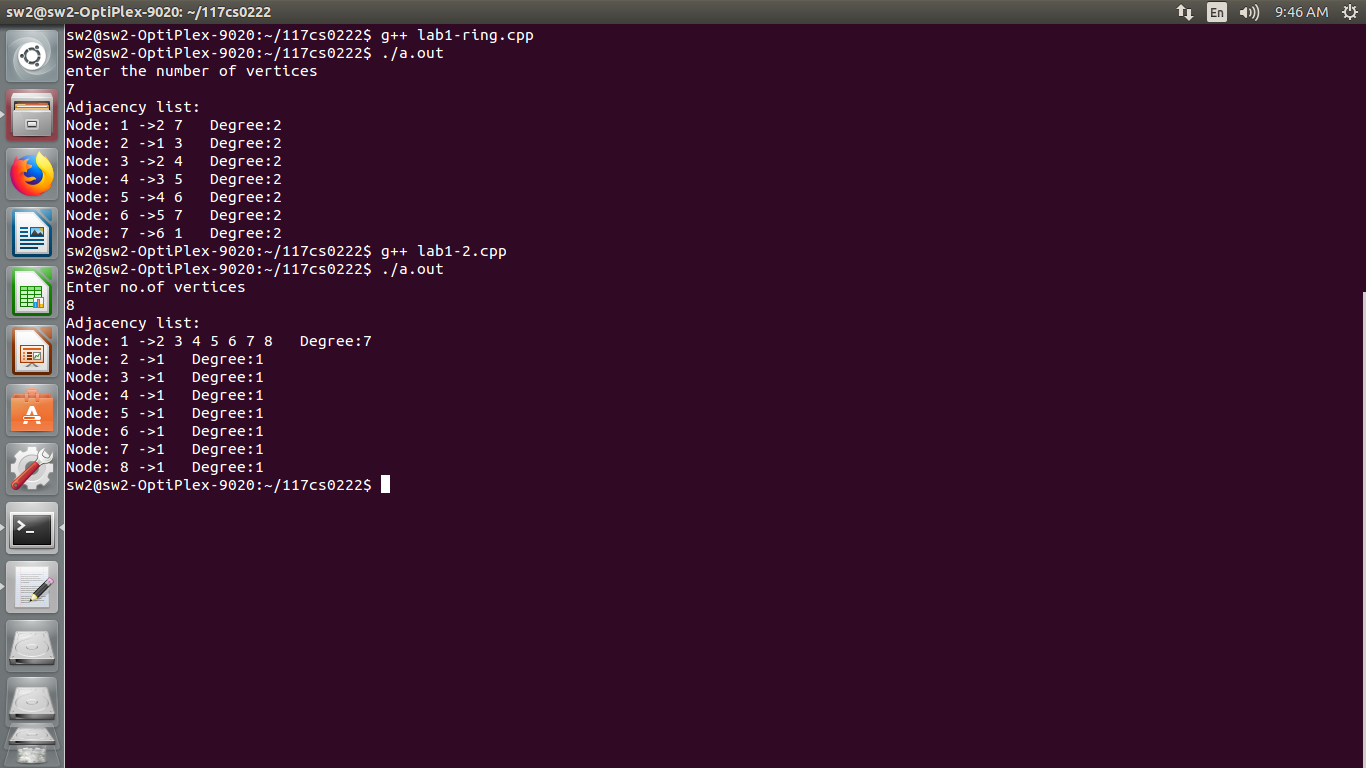 sw2@sw2-OptiPlex-9020: ~/117cs0222
En
9:46 AM
sw2@sw2-OptiPlex-9020:~/117cs0222$ g++ lab1-ring.cpp
sw2@sw2-OptiPlex-9020:~/117cs0222$ ./a.out
enter the number of vertices
7
Adjacency list:
Node: 1 ->2 7   Degree:2
Node: 2 ->1 3   Degree:2
Node: 3 ->2 4   Degree:2
Node: 4 ->3 5   Degree:2
Node: 5 ->4 6   Degree:2
Node: 6 ->5 7   Degree:2
Node: 7 ->6 1   Degree:2
sw2@sw2-OptiPlex-9020:~/117cs0222$ g++ lab1-2.cpp
sw2@sw2-OptiPlex-9020:~/117cs0222$ ./a.out
Enter no.of vertices
8
Adjacency list:
Node: 1 ->2 3 4 5 6 7 8   Degree:7
Node: 2 ->1   Degree:1
Node: 3 ->1   Degree:1
Node: 4 ->1   Degree:1
Node: 5 ->1   Degree:1
Node: 6 ->1   Degree:1
Node: 7 ->1   Degree:1
Node: 8 ->1   Degree:1
sw2@sw2-OptiPlex-9020:~/117cs0222$